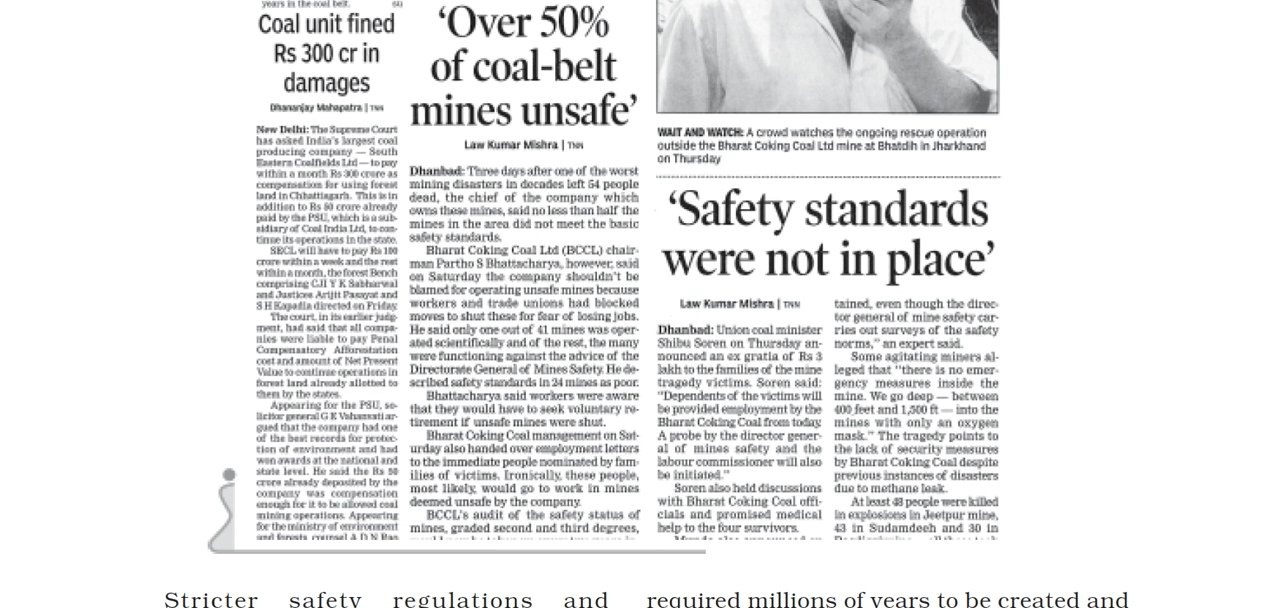 years in the coal belt.
Coal unit fined
Rs 300 cr in
damages
Dhananjay Mahapatra | TNN
New Delhi: The Supreme Court
has asked India's largest coal
producing company — South
Eastern Coalfields Ltd — to pay
within a month Rs 300 crore as
compensation for using forest
land in Chhattisgarh. This is in
addition to Rs 50 crore already
paid by the PSU, which is a sub-
sidiary of Coal India Ltd, to con-
tinue its operations in the state.
SECL will have to pay Rs 100
crore within a week and the rest
within a month, the forest Bench
comprising CJI Y K Sabharwal
and Justices Arijit Pasayat and
S H Kapadia directed on Friday.
The court, in its earlier judg-
ment, had said that all compa-
nies were liable to pay Penal
Compensatory Afforestation
cost and amount of Net Present
Value to continue operations in
forest land already allotted to
them by the states.
Appearing for the PSU, so-
licitor general G E Vahanvati ar-
gued that the company had one
of the best records for protec-
tion of environment and had
won awards at the national and
state level. He said the Rs 50
crore already deposited by the
company was compensation
enough for it to be allowed coal
mining operations. Appearing
for the ministry of environment
and forests, counsel A D N Rao
'Over 50%
of coal-belt
mines unsafe'
Law Kumar Mishra | TNN
Dhanbad: Three days after one of the worst
mining disasters in decades left 54 people
dead, the chief of the company which
owns these mines, said no less than half the
mines in the area did not meet the basic
safety standards.
Bharat Coking Coal Ltd (BCCL) chair-
man Partho S Bhattacharya, however, said
on Saturday the company shouldn't be
blamed for operating unsafe mines because
workers and trade unions had blocked
moves to shut these for fear of losing jobs.
He said only one out of 41 mines was oper-
ated scientifically and of the rest, the many
were functioning against the advice of the
Directorate General of Mines Safety. He de-
scribed safety standards in 24 mines as poor.
Bhattacharya said workers were aware
that they would have to seek voluntary re-
tirement if unsafe mines were shut.
Bharat Coking Coal management on Sat-
urday also handed over employment letters
to the immediate people nominated by fam-
ilies of victims. Ironically, these people,
most likely, would go to work in mines
deemed unsafe by the company.
BCCL's audit of the safety status of
mines, graded second and third degrees,
WAIT AND WATCH: A crowd watches the ongoing rescue operation
outside the Bharat Coking Coal Ltd mine at Bhatdih in Jharkhand
on Thursday
'Safety standards
were not in place'
Law Kumar Mishra | TNN
Dhanbad: Union coal minister
Shibu Soren on Thursday an-
nounced an ex gratia of Rs 3
lakh to the families of the mine
tragedy victims. Soren said:
"Dependents of the victims will
be provided employment by the
Bharat Coking Coal from today.
A probe by the director gener-
al of mines safety and the
labour commissioner will also
be initiated."
Soren also held discussions
with Bharat Coking Coal offi-
cials and promised medical
help to the four survivors.
tained, even though the direc-
tor general of mine safety car-
ries out surveys of the safety
norms," an expert said.
Some agitating miners al-
leged that "there is no emer-
gency measures inside the
mine. We go deep — between
400 feet and 1,500 ft — into the
mines with only an oxygen
mask." The tragedy points to
the lack of security measures
by Bharat Coking Coal despite
previous instances of disasters
due to methane leak.
At least 48 people were killed
in explosions in Jeetpur mine,
43 in Sudamdeeh and 30 in
Stricter safety regulations and
required millions of years to be created and